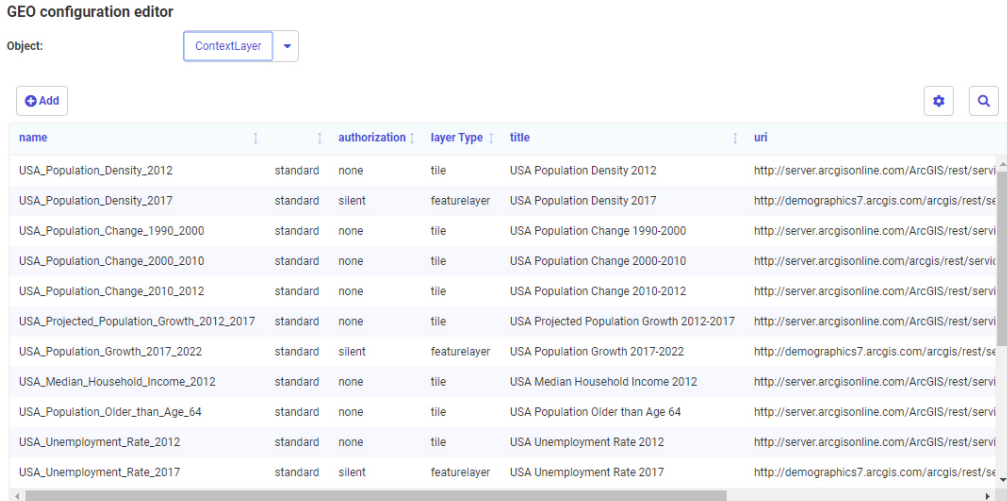 GEO configuration editor
Object: ContextLayer
Add
name authorization layer Type title uri
USA_Population_Density_2012 standard none tile USA Population Density 2012 http://server.arcgisonline.com/ArcGIS/rest/servi
USA_Population_Density_2017 standard silent featurelayer USA Population Density 2017 http://demographics7.arcgis.com/arcgis/rest/se
USA_Population_Change_1990_2000 standard none tile USA Population Change 1990-2000 http://server.arcgisonline.com/ArcGIS/rest/servi
USA_Population_Change_2000_2010 standard none tile USA Population Change 2000-2010 http://server.arcgisonline.com/arcgis/rest/servic
USA_Population_Change_2010_2012 standard none tile USA Population Change 2010-2012 http://server.arcgisonline.com/ArcGIS/rest/servi
USA_Projected_Population_Growth_2012_2017 standard none tile USA Projected Population Growth 2012-2017 http://server.arcgisonline.com/ArcGIS/rest/servi
USA_Population_Growth_2017_2022 standard silent featurelayer USA Population Growth 2017-2022 http://demographics7.arcgis.com/arcgis/rest/se
USA_Median_Household_Income_2012 standard none tile USA Median Household Income 2012 http://server.arcgisonline.com/ArcGIS/rest/servi
USA_Population_Older_than_Age_64 standard none tile USA Population Older than Age 64 http://server.arcgisonline.com/ArcGIS/rest/servi
USA_Unemployment_Rate_2012 standard none tile USA Unemployment Rate 2012 http://server.arcgisonline.com/ArcGIS/rest/servi
USA_Unemployment_Rate_2017 standard silent featurelayer USA Unemployment Rate 2017 http://demographics7.arcgis.com/arcgis/rest/se